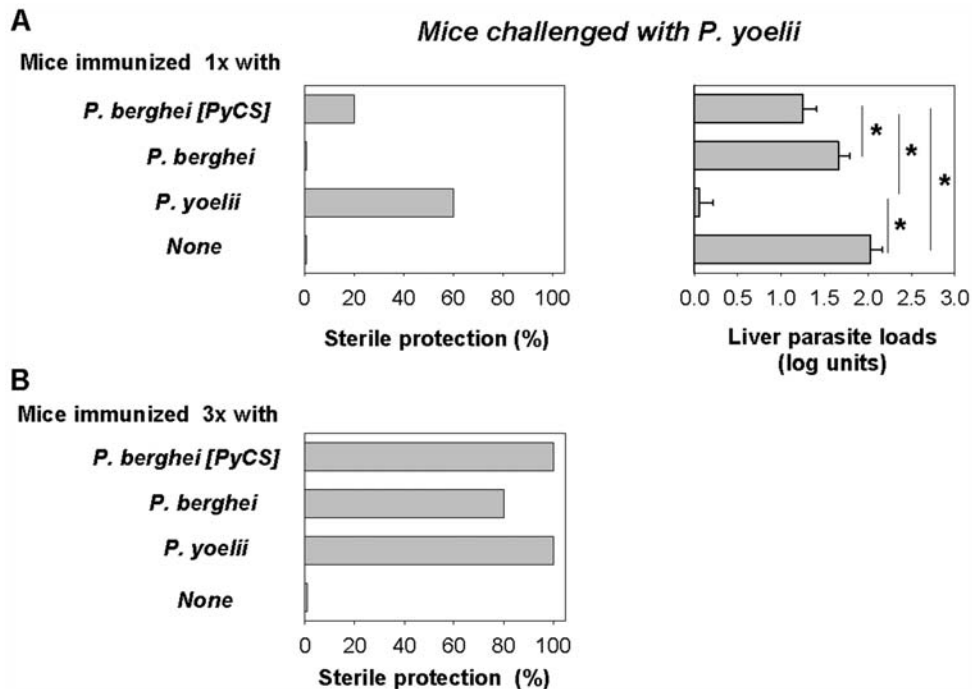 A
Mice challenged with P. yoelii
Mice immunized 1x with
P. berghei [PyCS]
P. berghei
P. yoelii
None
0 20 40 60 80 100
Sterile protection (%)
*
*
*
*
0.0 0.5 1.0 1.5 2.0 2.5 3.0
Liver parasite loads
(log units)
B
Mice immunized 3x with
P. berghei [PyCS]
P. berghei
P. yoelii
None
0 20 40 60 80 100
Sterile protection (%)